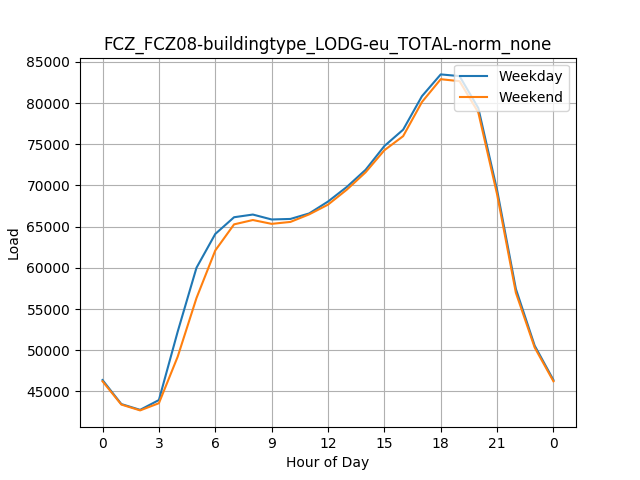 FCZ_FCZ08-buildingtype_LODG-eu_TOTAL-norm_none
85000
80000
75000
70000
65000
60000
55000
50000
45000
Load
Weekday
Weekend
0 3 6 9 12 15 18 21 0
Hour of Day